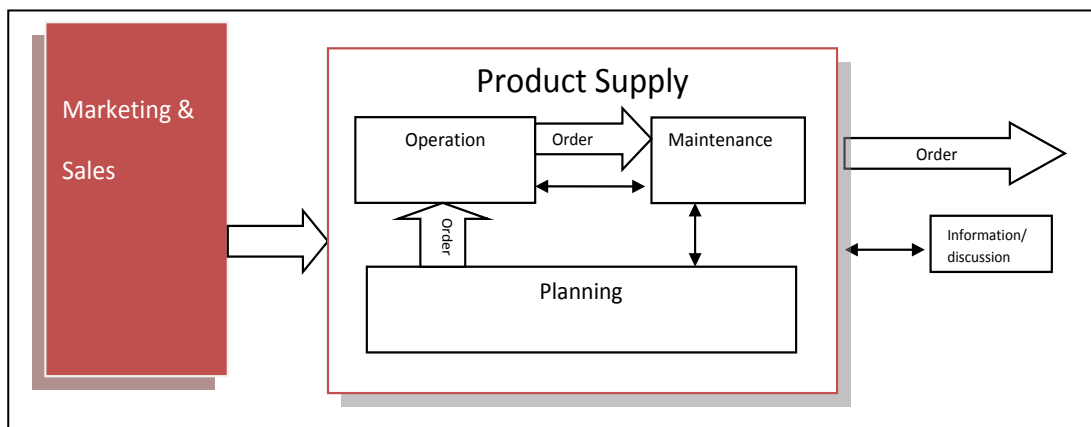 Marketing &
Sales
Product Supply
Operation
Order
Maintenance
Order
Planning
Order
Information/
discussion